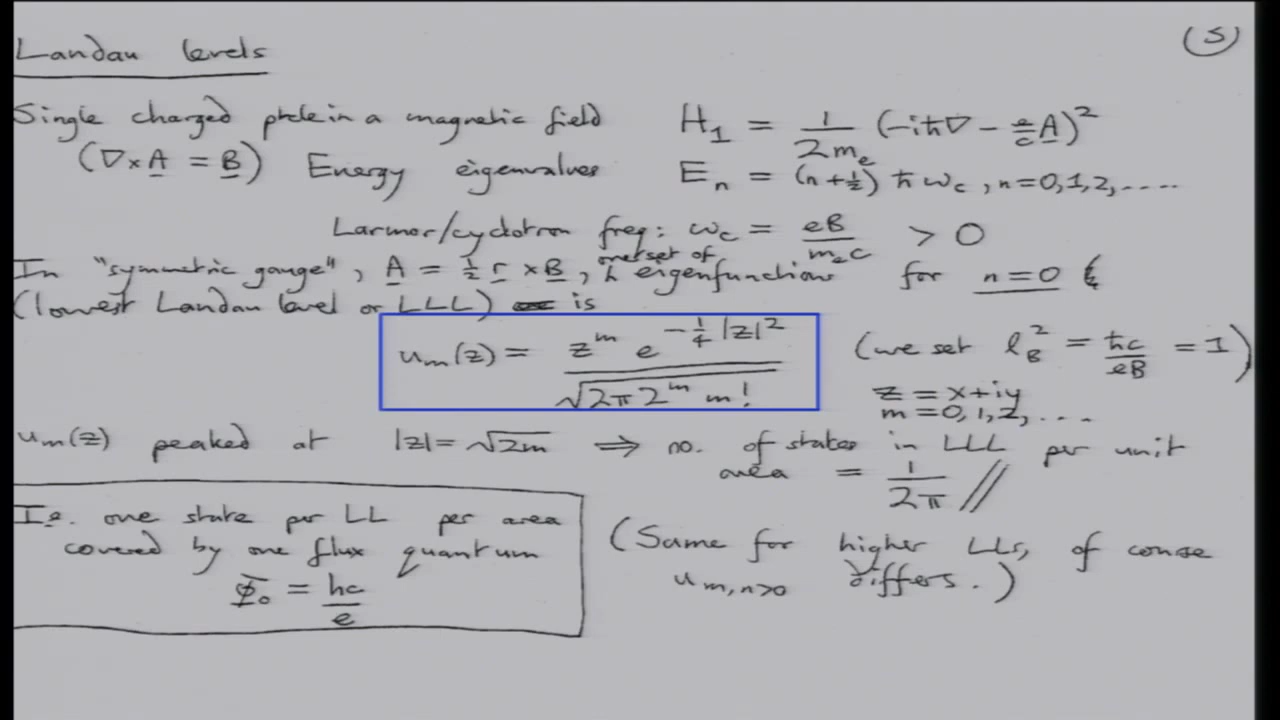 (5)
Landau levels
Single charged ptcle in a magnetic field H₁ = 1/2mₑ (-iħ∇ - e/c A)²
(∇×A = B) Energy eigenvalues Eₙ = (n+½) ħω_c, n=0,1,2,.....
Larmor/cyclotron freq: ω_c = eB/mₑc > 0
In "symmetric gauge", A = ½ r × B, one set of eigenfunctions for n=0
(lowest Landau level or LLL) is
uₘ(z) = zᵐ e^{-¼|z|²} / √(2π 2ᵐ m!) (we set ℓ_B² = ħc/eB = 1)
z = x+iy
m = 0,1,2,....
uₘ(z) peaked at |z| = √2m ⇒ no. of states in LLL per unit
area = 1/2π //
I.e. one state per LL per area
covered by one flux quantum
Φ₀ = hc/e
(Same for higher LLs, of course
u_{m,n>0} differs.)